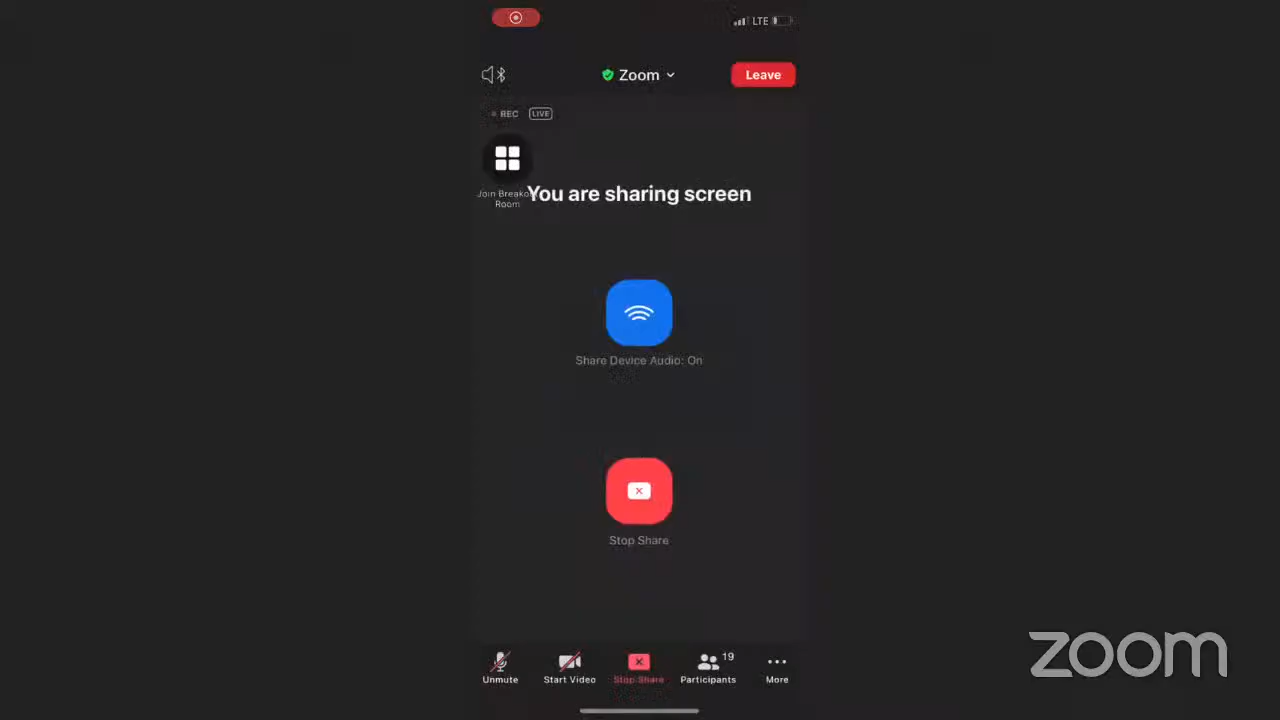 LTE
Zoom
Leave
REC LIVE
Join Breako
Room
You are sharing screen
Share Device Audio: On
Stop Share
19
Unmute Start Video Stop Share Participants More
zoom